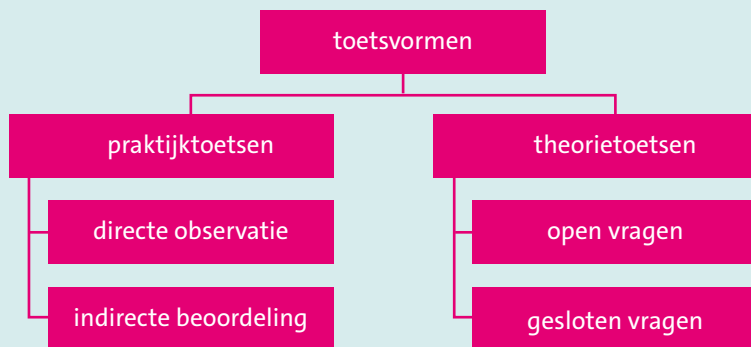 toetsvormen
praktijktoetsen
theorietoetsen
directe observatie
open vragen
indirecte beoordeling
gesloten vragen